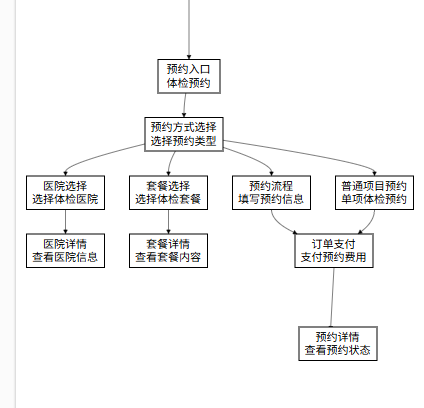 预约入口
体检预约
预约方式选择
选择预约类型
医院选择
选择体检医院
套餐选择
选择体检套餐
预约流程
填写预约信息
普通项目预约
单项体检预约
医院详情
查看医院信息
套餐详情
查看套餐内容
订单支付
支付预约费用
预约详情
查看预约状态